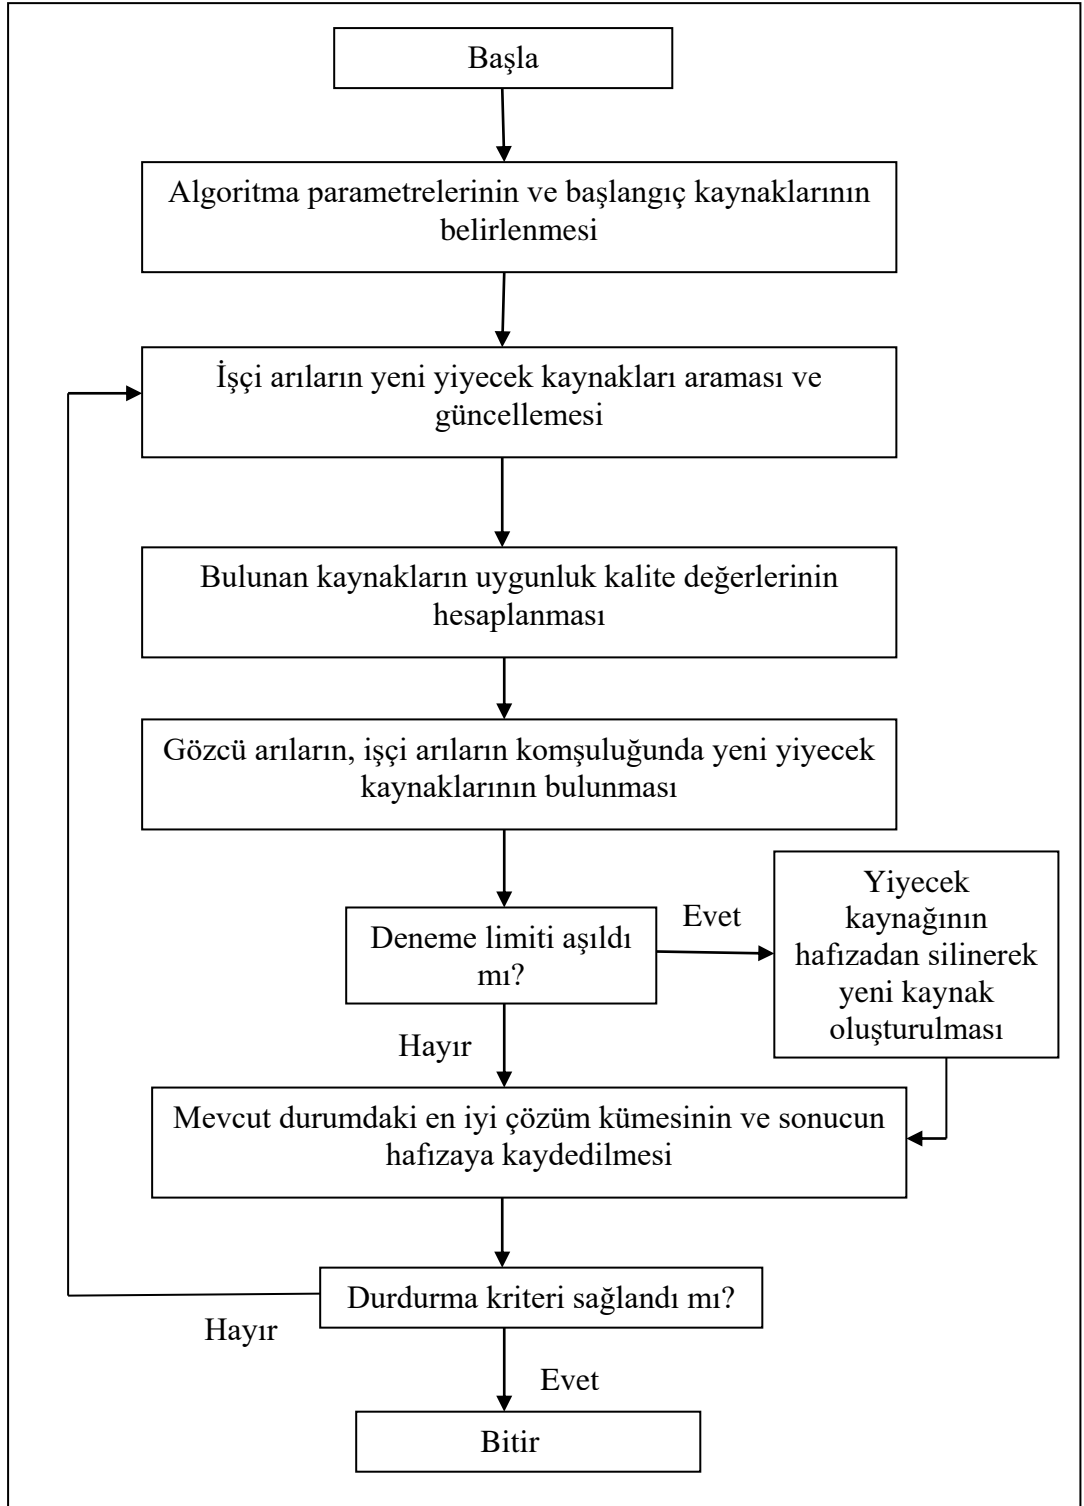 Başla
Algoritma parametrelerinin ve başlangıç kaynaklarının
belirlenmesi
İşçi arıların yeni yiyecek kaynakları araması ve
güncellemesi
Bulunan kaynakların uygunluk kalite değerlerinin
hesaplanması
Gözcü arıların, işçi arıların komşuluğunda yeni yiyecek
kaynaklarının bulunması
Deneme limiti aşıldı
mı?
Evet
Yiyecek
kaynağının
hafızadan silinerek
yeni kaynak
oluşturulması
Hayır
Mevcut durumdaki en iyi çözüm kümesinin ve sonucun
hafızaya kaydedilmesi
Durdurma kriteri sağlandı mı?
Hayır
Evet
Bitir